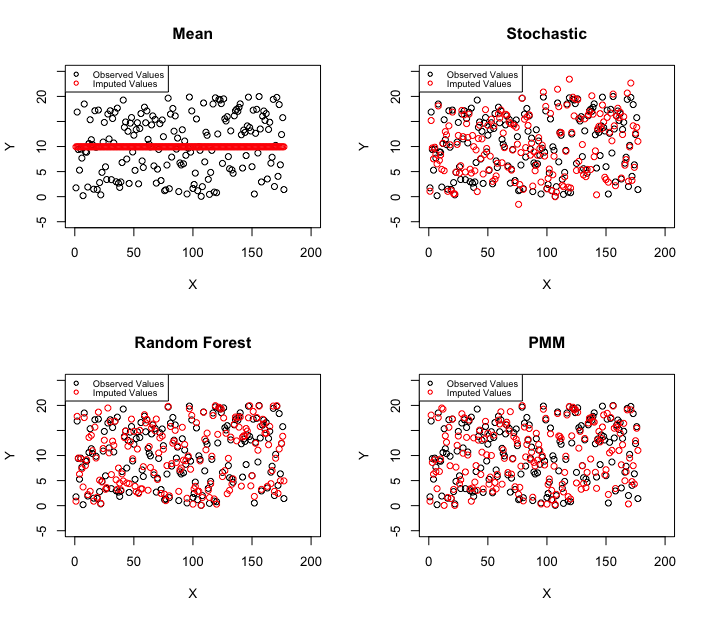 Mean
Observed Values
Imputed Values
Y
20
10
5
0
-5
0 50 100 150 200
X
Stochastic
Observed Values
Imputed Values
Y
20
10
5
0
-5
0 50 100 150 200
X
Random Forest
Observed Values
Imputed Values
Y
20
10
5
0
-5
0 50 100 150 200
X
PMM
Observed Values
Imputed Values
Y
20
10
5
0
-5
0 50 100 150 200
X